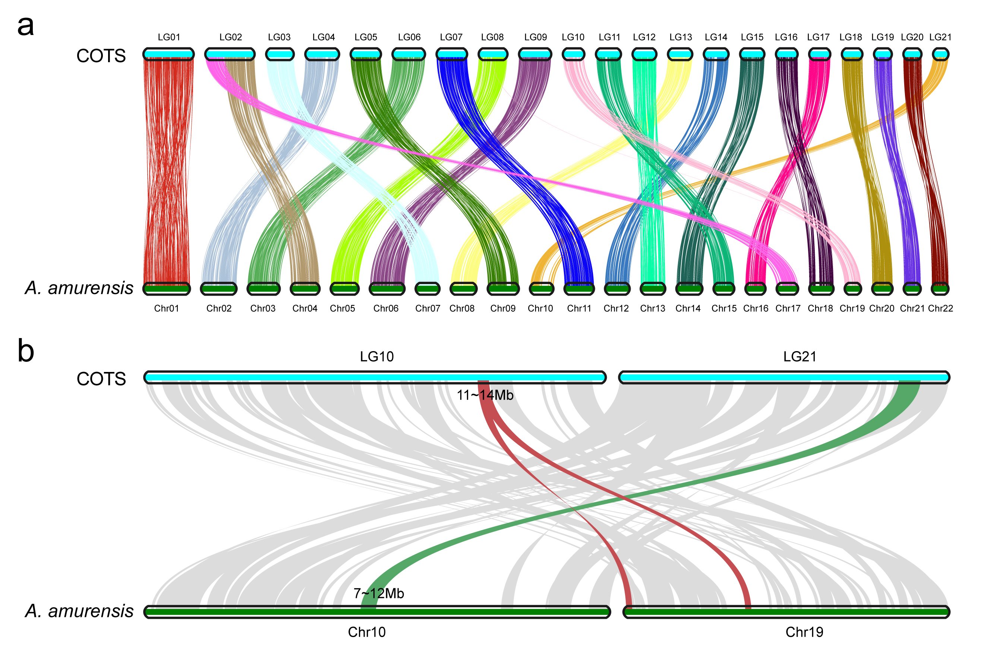 a
LG01 LG02 LG03 LG04 LG05 LG06 LG07 LG08 LG09 LG10 LG11 LG12 LG13 LG14 LG15 LG16 LG17 LG18 LG19 LG20 LG21
COTS
A. amurensis
Chr01 Chr02 Chr03 Chr04 Chr05 Chr06 Chr07 Chr08 Chr09 Chr10 Chr11 Chr12 Chr13 Chr14 Chr15 Chr16 Chr17 Chr18 Chr19 Chr20 Chr21 Chr22
b
LG10 LG21
COTS
11~14Mb
7~12Mb
A. amurensis
Chr10 Chr19